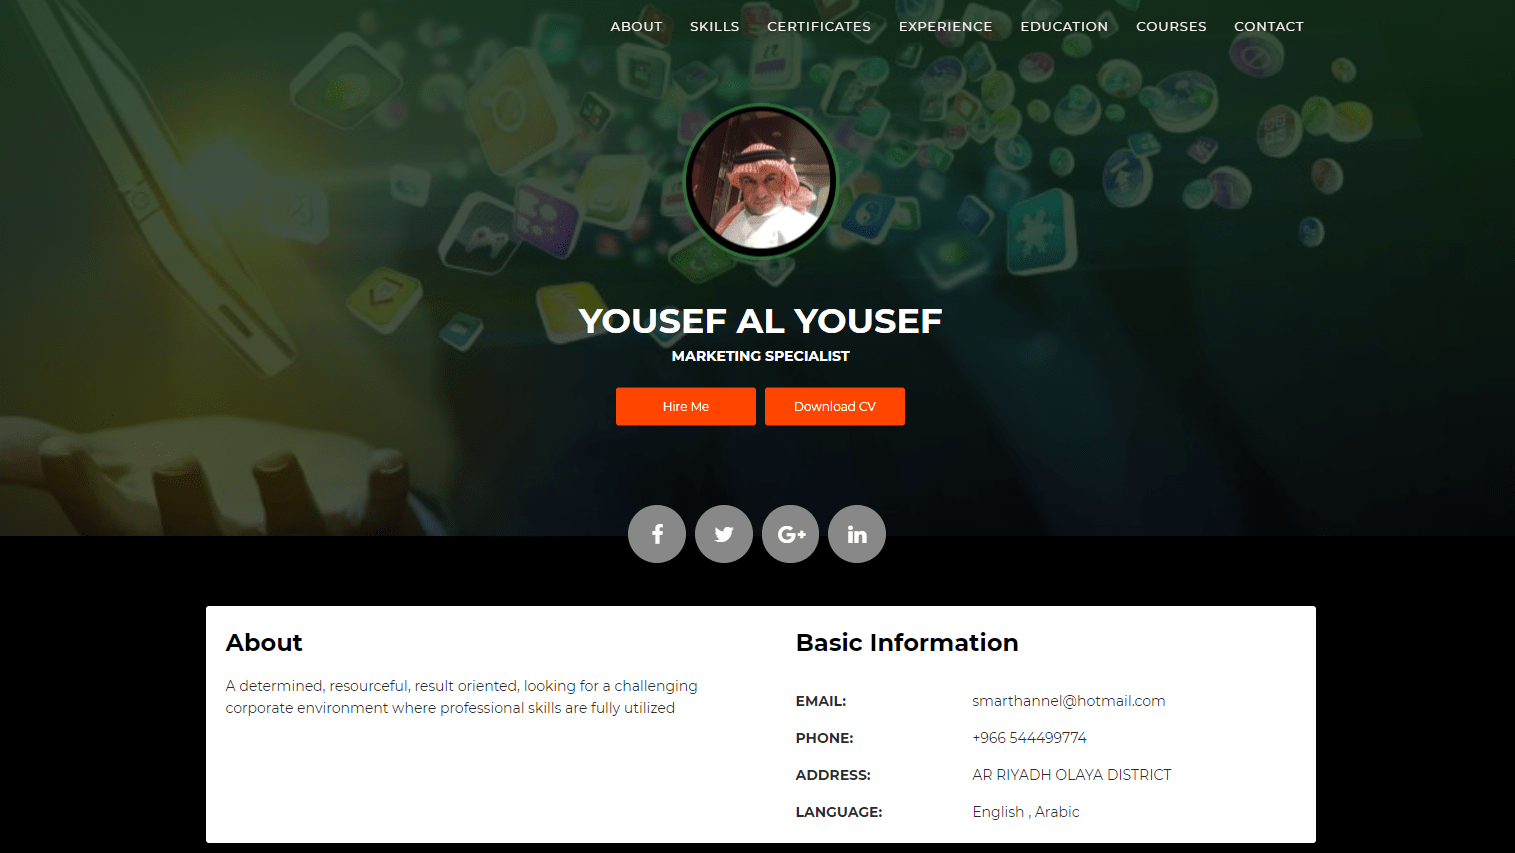 ABOUT SKILLS CERTIFICATES EXPERIENCE EDUCATION COURSES CONTACT
YOUSEF AL YOUSEF
MARKETING SPECIALIST
Hire Me Download CV
About
A determined, resourceful, result oriented, looking for a challenging
corporate environment where professional skills are fully utilized
Basic Information
EMAIL: smarthannel@hotmail.com
PHONE: +966 544499774
ADDRESS: AR RIYADH OLAYA DISTRICT
LANGUAGE: English , Arabic